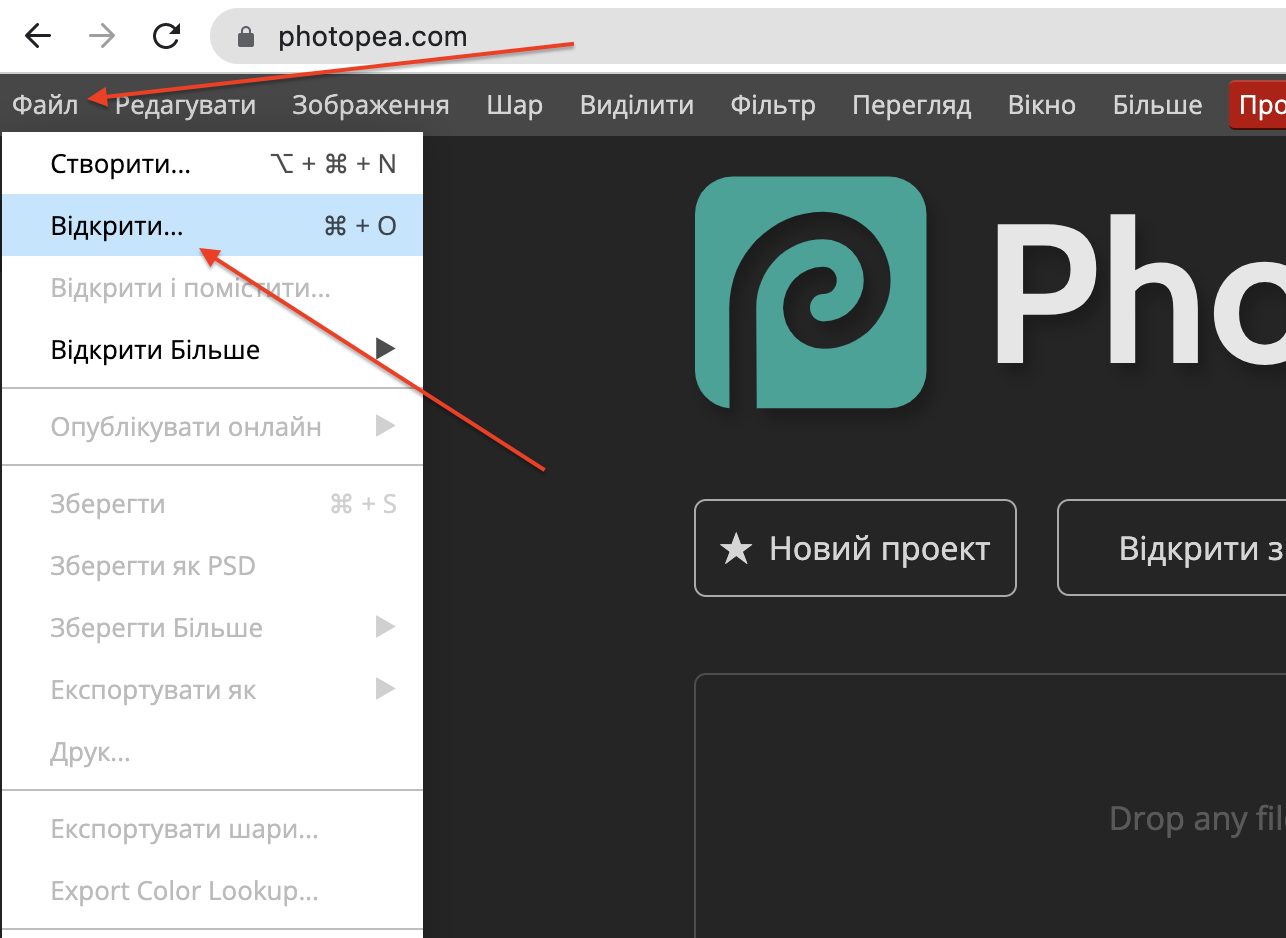 photopea.com
Файл Редагувати Зображення Шар Виділити Фільтр Перегляд Вікно Більше Про
Створити... ⌥ + ⌘ + N
Відкрити... ⌘ + O
Відкрити і помістити...
Відкрити Більше ▶
Опублікувати онлайн ▶
Зберегти ⌘ + S
Зберегти як PSD
Зберегти Більше ▶
Експортувати як ▶
Друк...
Експортувати шари...
Export Color Lookup...
Pho
★ Новий проект
Відкрити з
Drop any fil